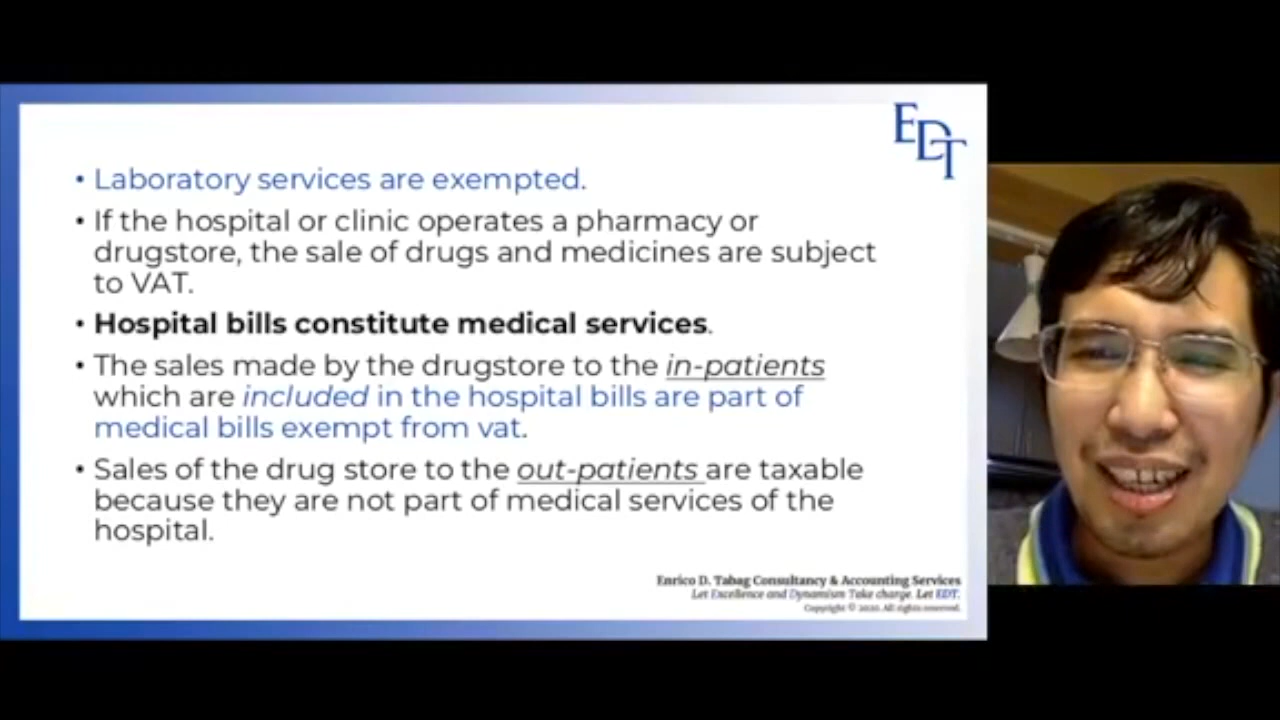 EDT
• Laboratory services are exempted.
• If the hospital or clinic operates a pharmacy or
drugstore, the sale of drugs and medicines are subject
to VAT.
• Hospital bills constitute medical services.
• The sales made by the drugstore to the in-patients
which are included in the hospital bills are part of
medical bills exempt from vat.
• Sales of the drug store to the out-patients are taxable
because they are not part of medical services of the
hospital.
Enrico D. Tabag Consultancy & Accounting Services
Let Excellence and Dynamism Take charge. Let EDT.
Copyright © 2020. All rights reserved.